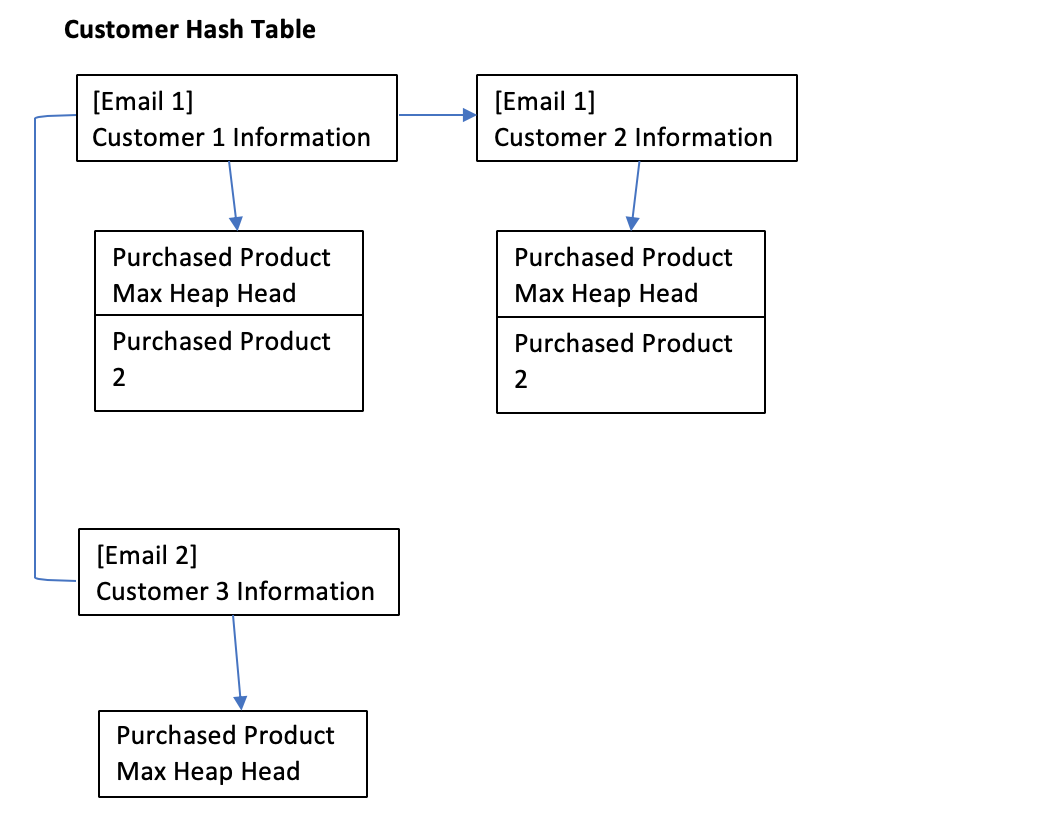 Customer Hash Table
[Email 1]
Customer 1 Information
[Email 1]
Customer 2 Information
Purchased Product
Max Heap Head
Purchased Product
2
Purchased Product
Max Heap Head
Purchased Product
2
[Email 2]
Customer 3 Information
Purchased Product
Max Heap Head